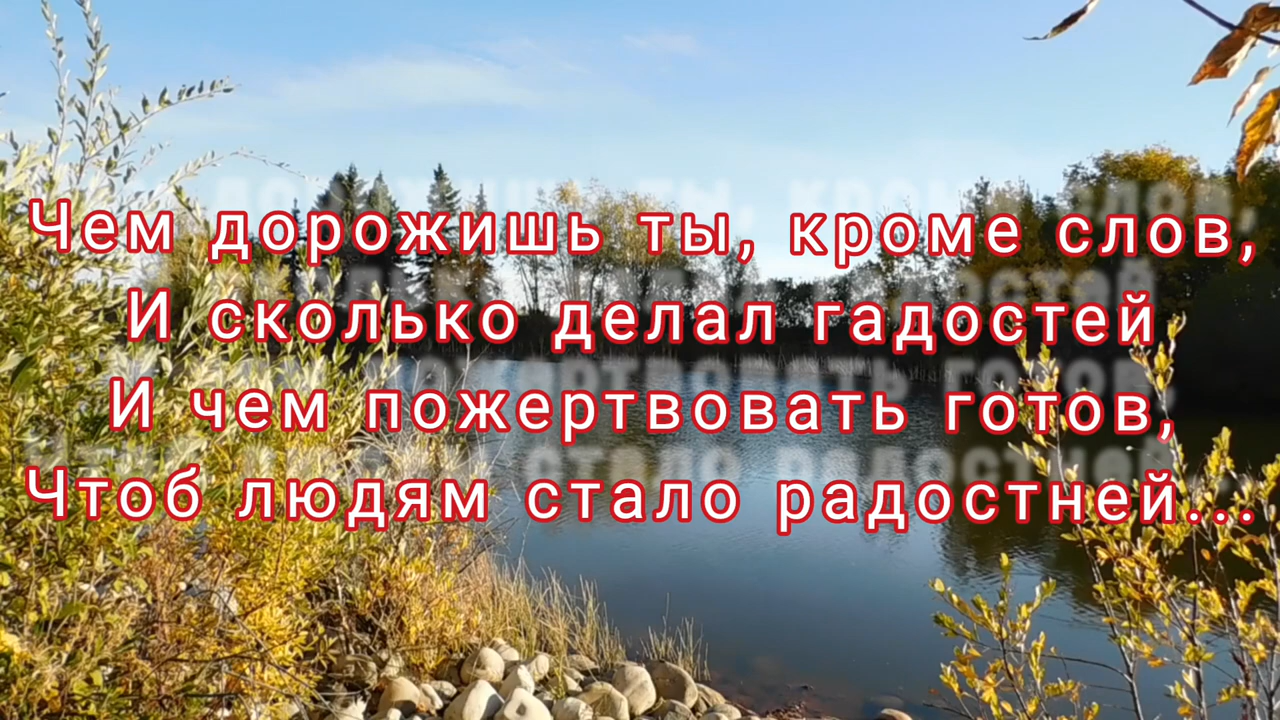 Чем дорожишь ты, кроме слов,
И сколько делал гадостей
И чем пожертвовать готов,
Чтоб людям стало радостней...